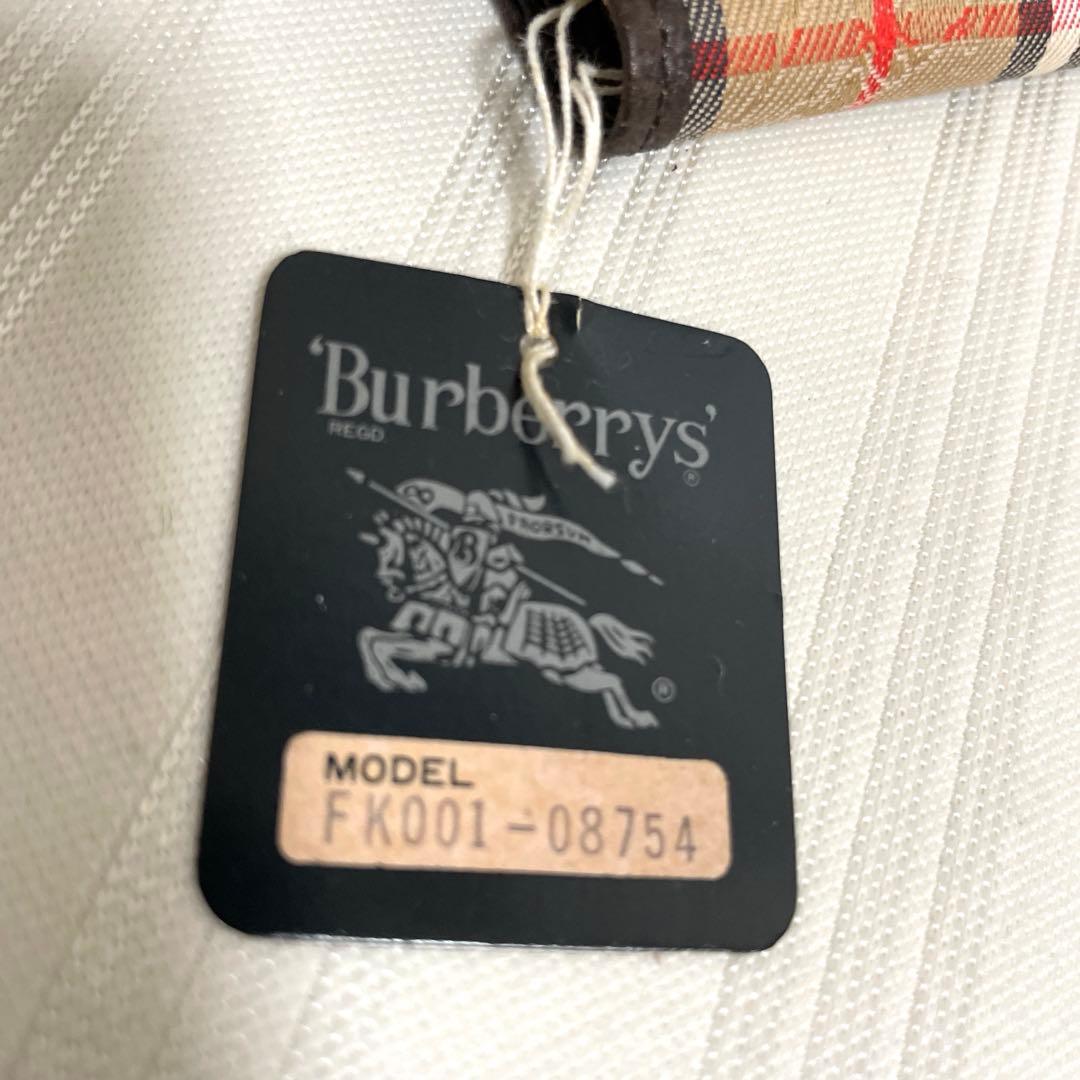 ‘Burberrys’
REGD
®
PRORSUM
B
®
MODEL
FK001-08754